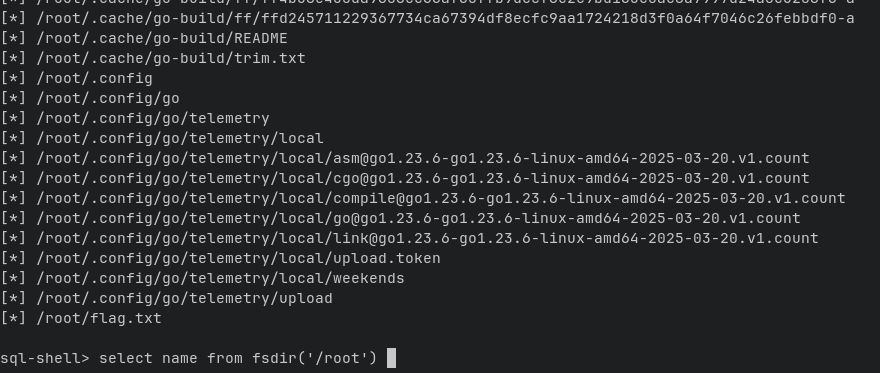 [*] /root/.cache/go-build/ff/ffd245711229367734ca67394df8ecfc9aa1724218d3f0a64f7046c26febbdf0-a
[*] /root/.cache/go-build/README
[*] /root/.cache/go-build/trim.txt
[*] /root/.config
[*] /root/.config/go
[*] /root/.config/go/telemetry
[*] /root/.config/go/telemetry/local
[*] /root/.config/go/telemetry/local/asm@go1.23.6-go1.23.6-linux-amd64-2025-03-20.v1.count
[*] /root/.config/go/telemetry/local/cgo@go1.23.6-go1.23.6-linux-amd64-2025-03-20.v1.count
[*] /root/.config/go/telemetry/local/compile@go1.23.6-go1.23.6-linux-amd64-2025-03-20.v1.count
[*] /root/.config/go/telemetry/local/go@go1.23.6-go1.23.6-linux-amd64-2025-03-20.v1.count
[*] /root/.config/go/telemetry/local/link@go1.23.6-go1.23.6-linux-amd64-2025-03-20.v1.count
[*] /root/.config/go/telemetry/local/upload.token
[*] /root/.config/go/telemetry/local/weekends
[*] /root/.config/go/telemetry/upload
[*] /root/flag.txt
sql-shell> select name from fsdir('/root')